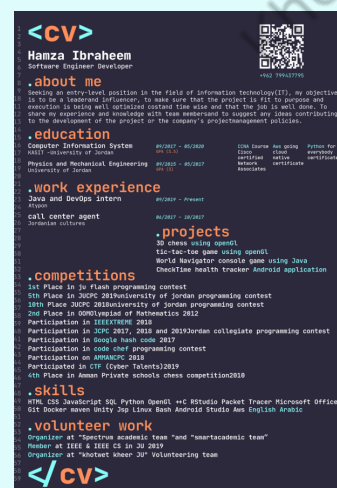 <cv>
Hamza Ibraheem
Software Engineer Developer
+962 799437795
.about me
Seeking an entry-level position in the field of information technology(IT), my objective
is to be a leaderand influencer, to make sure that the project is fit to purpose and
execution is being well optimized costand time wise and that the job is well done. To
share my experience and knowledge with team membersand to suggest any ideas contributing
to the development of the project or the company's projectmanagement policies.
.education
Computer Information System 09/2017 - 05/2020
KASIT -University of Jordan GPA (3.5)
Physics and Mechanical Engineering 09/2015 - 05/2017
University of Jordan GPA (3)
CCNA Course
Cisco
certified
Network
Associates
Aws going
cloud
native
certificate
Python for
everybody
certificate
.work experience
Java and DevOps intern 09/2019 - Present
Atypon
call center agent 04/2017 - 10/2017
Jordanian cultures
.projects
3D chess using openGl
tic-tac-toe game using openGl
World Navigator console game using Java
CheckTime health tracker Android application
.competitions
1st Place in ju flash programming contest
5th Place in JUCPC 2019university of jordan programming contest
10th Place JUCPC 2018university of jordan programming contest
2nd Place in OOMOlympiad of Mathematics 2012
Participation in IEEEXTREME 2018
Participation in JCPC 2017, 2018 and 2019Jordan collegiate programming contest
Participation in Google hash code 2017
Participation in code chef programming contest
Participation on AMMANCPC 2018
Participated in CTF (Cyber Talents)2019
4th Place in Amman Private schools chess competition2010
.skills
HTML CSS JavaScript SQL Python OpenGl ++C RStudio Packet Tracer Microsoft Office
Git Docker maven Unity Jsp Linux Bash Android Studio Aws English Arabic
.volunteer work
Organizer at "Spectrum academic team "and "smartacademic team"
Member at IEEE & IEEE CS in JU 2019
Organizer at "khotwet kheer JU" Volunteering team
</ cv>